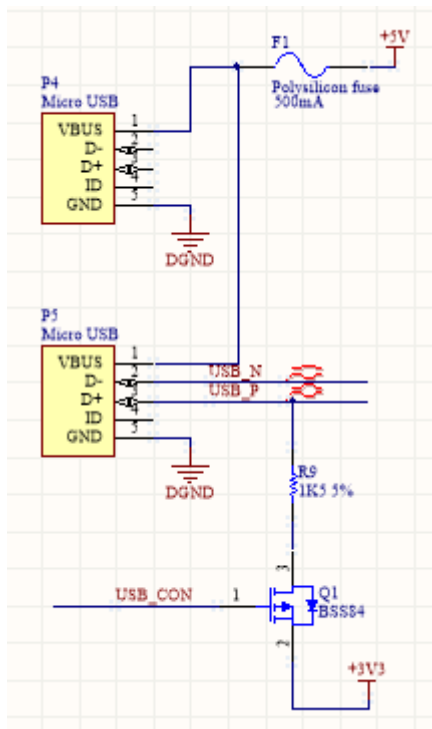 +5V
F1
Polysilicon fuse
500mA
P4
Micro USB
VBUS 1
D- 2
D+ 3
ID 4
GND 5
DGND
P5
Micro USB
VBUS 1
D- 2
D+ 3
ID 4
GND 5
USB_N
USB_P
DGND
R9
1K5 5%
3
Q1
BSS84
USB_CON 1
2
+3V3